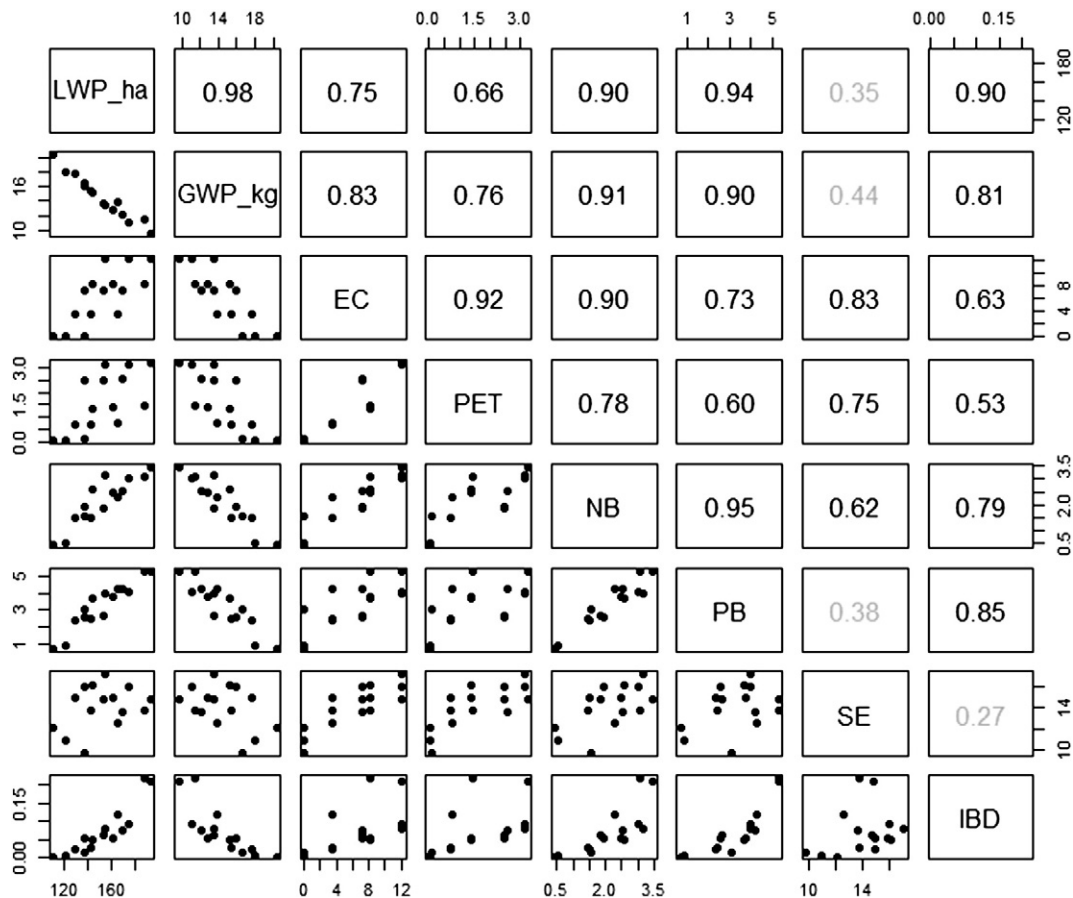 10 14 18
0.0 1.5 3.0
1 3 5
0.00 0.15
LWP_ha 0.98 0.75 0.66 0.90 0.94 0.35 0.90
120 180
10 16
GWP_kg 0.83 0.76 0.91 0.90 0.44 0.81
EC 0.92 0.90 0.73 0.83 0.63
0 4 8
0.0 1.5 3.0
PET 0.78 0.60 0.75 0.53
NB 0.95 0.62 0.79
0.5 2.0 3.5
1 3 5
PB 0.38 0.85
SE 0.27
10 14
0.00 0.15
IBD
120 160
0 4 8 12
0.5 2.0 3.5
10 14